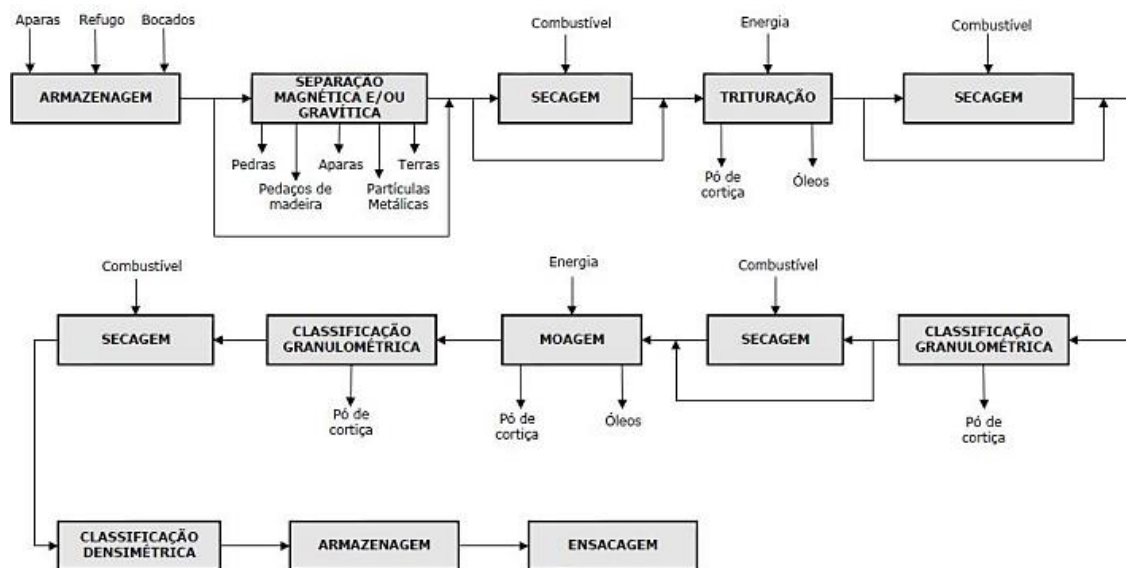 Aparas Refugo Bocados
Combustível
Energia
Combustível
ARMAZENAGEM
SEPARAÇÃO
MAGNÉTICA E/OU
GRAVÍTICA
SECAGEM
TRITURAÇÃO
SECAGEM
Pedras
Aparas
Terras
Pedaços de
madeira
Partículas
Metálicas
Pó de
cortiça
Óleos
Combustível
Energia
Combustível
SECAGEM
CLASSIFICAÇÃO
GRANULOMÉTRICA
MOAGEM
SECAGEM
CLASSIFICAÇÃO
GRANULOMÉTRICA
Pó de
cortiça
Pó de
cortiça
Óleos
Pó de
cortiça
CLASSIFICAÇÃO
DENSIMÉTRICA
ARMAZENAGEM
ENSACAGEM